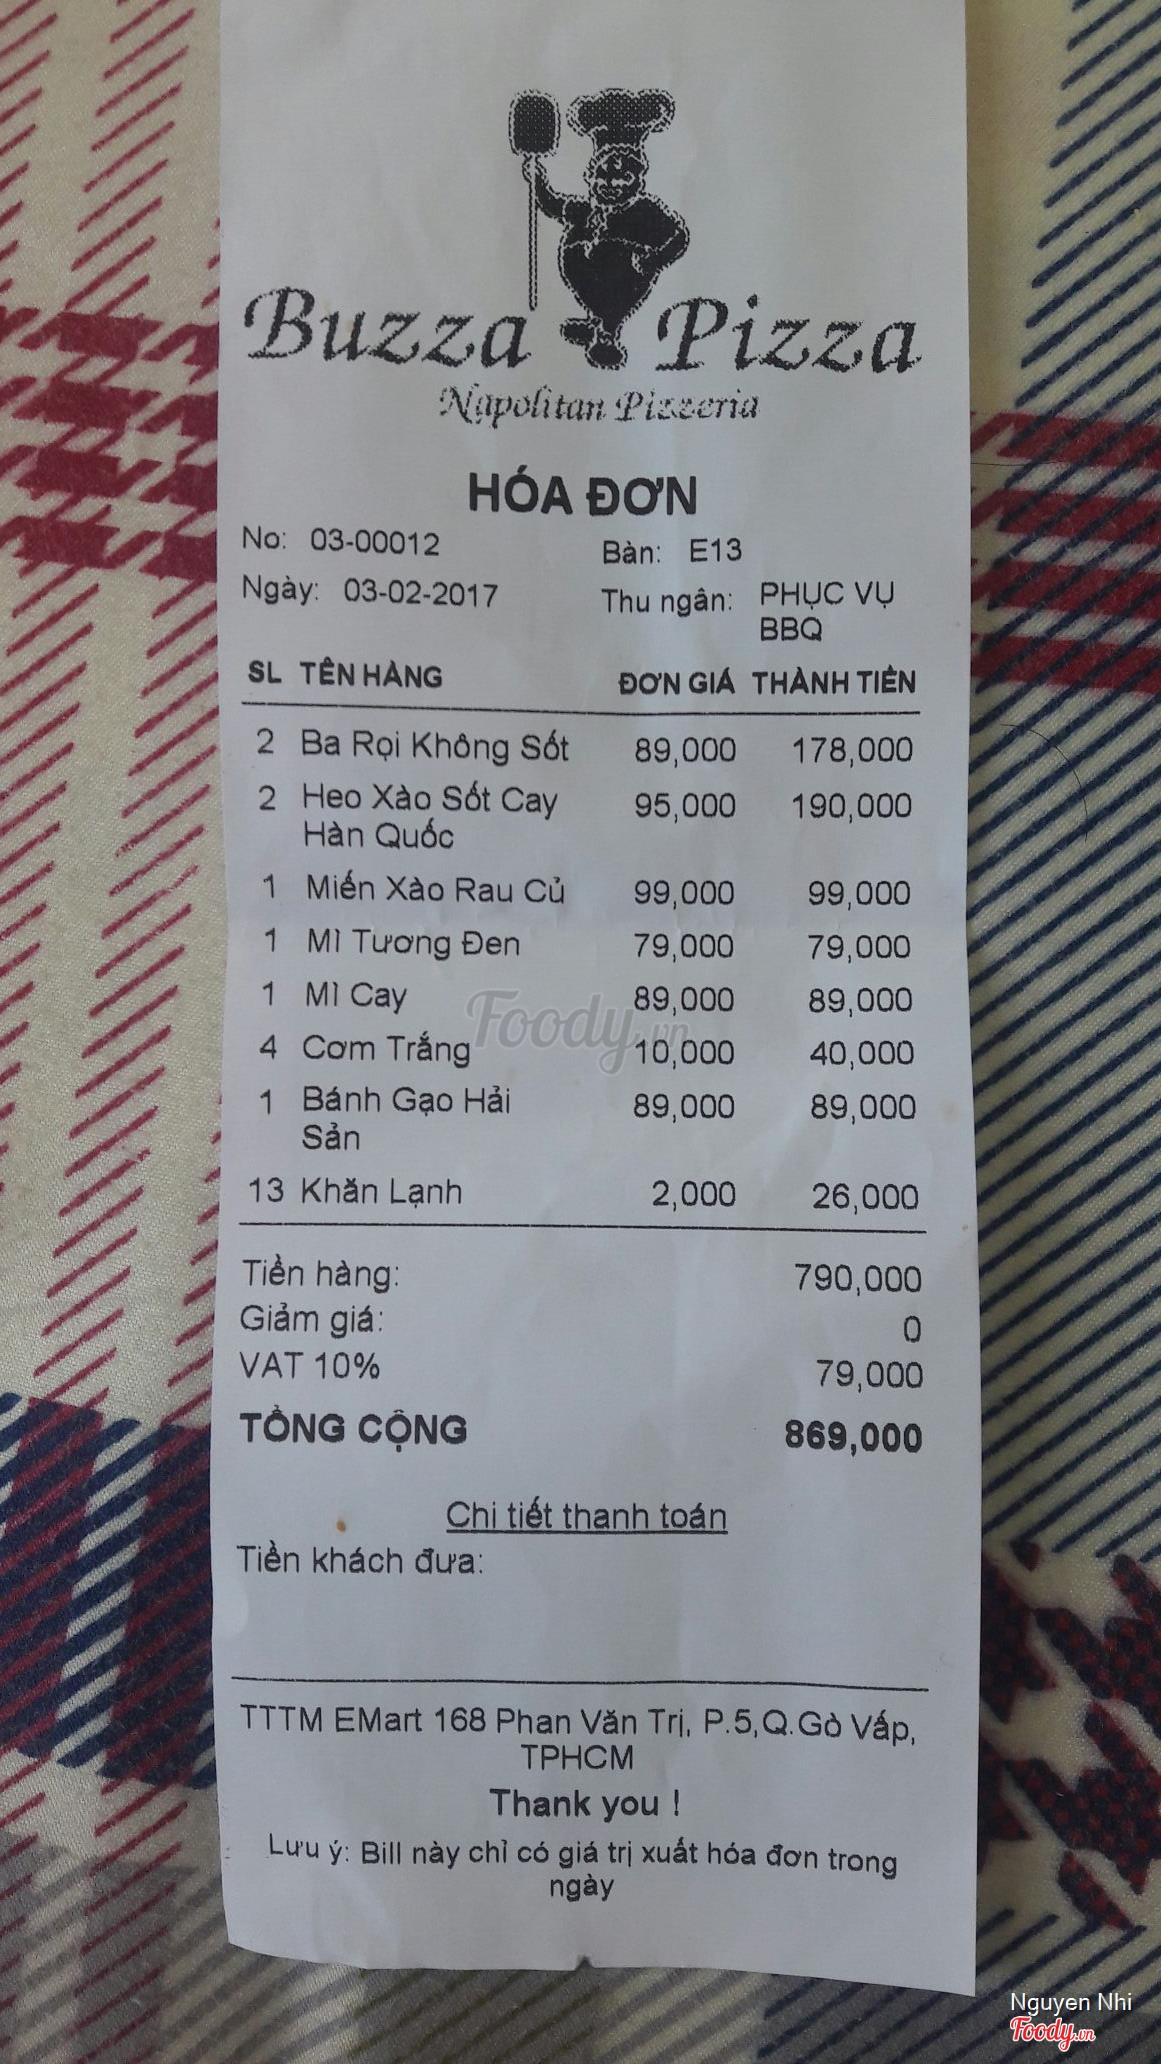 Buzza Pizza
Napolitan Pizzeria
HÓA ĐƠN
No: 03-00012 Bàn: E13
Ngày: 03-02-2017 Thu ngân: PHỤC VỤ
BBQ
SL TÊN HÀNG ĐƠN GIÁ THÀNH TIỀN
2 Ba Rọi Không Sốt 89,000 178,000
2 Heo Xào Sốt Cay 95,000 190,000
Hàn Quốc
1 Miến Xào Rau Củ 99,000 99,000
1 Mì Tương Đen 79,000 79,000
1 Mì Cay 89,000 89,000
4 Cơm Trắng 10,000 40,000
1 Bánh Gạo Hải 89,000 89,000
Sản
13 Khăn Lạnh 2,000 26,000
Foody.vn
Tiền hàng: 790,000
Giảm giá: 0
VAT 10% 79,000
TỔNG CỘNG 869,000
Chi tiết thanh toán
Tiền khách đưa:
TTTM EMart 168 Phan Văn Trị, P.5,Q.Gò Vấp,
TPHCM
Thank you !
Lưu ý: Bill này chỉ có giá trị xuất hóa đơn trong
ngày
Nguyen Nhi
Foody.vn